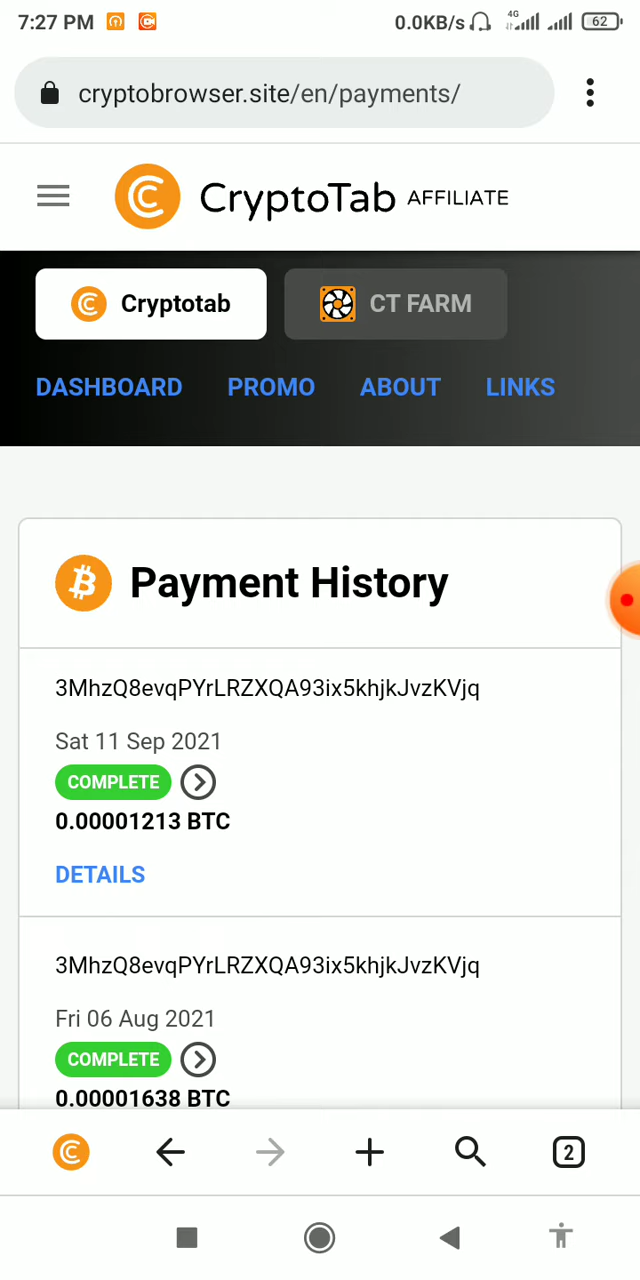 7:27 PM 0.0KB/s 4G 62
cryptobrowser.site/en/payments/
CryptoTab AFFILIATE
Cryptotab CT FARM
DASHBOARD PROMO ABOUT LINKS
Payment History
3MhzQ8evqPYrLRZXQA93ix5khjkJvzKVjq
Sat 11 Sep 2021
COMPLETE
0.00001213 BTC
DETAILS
3MhzQ8evqPYrLRZXQA93ix5khjkJvzKVjq
Fri 06 Aug 2021
COMPLETE
0.00001638 BTC
2